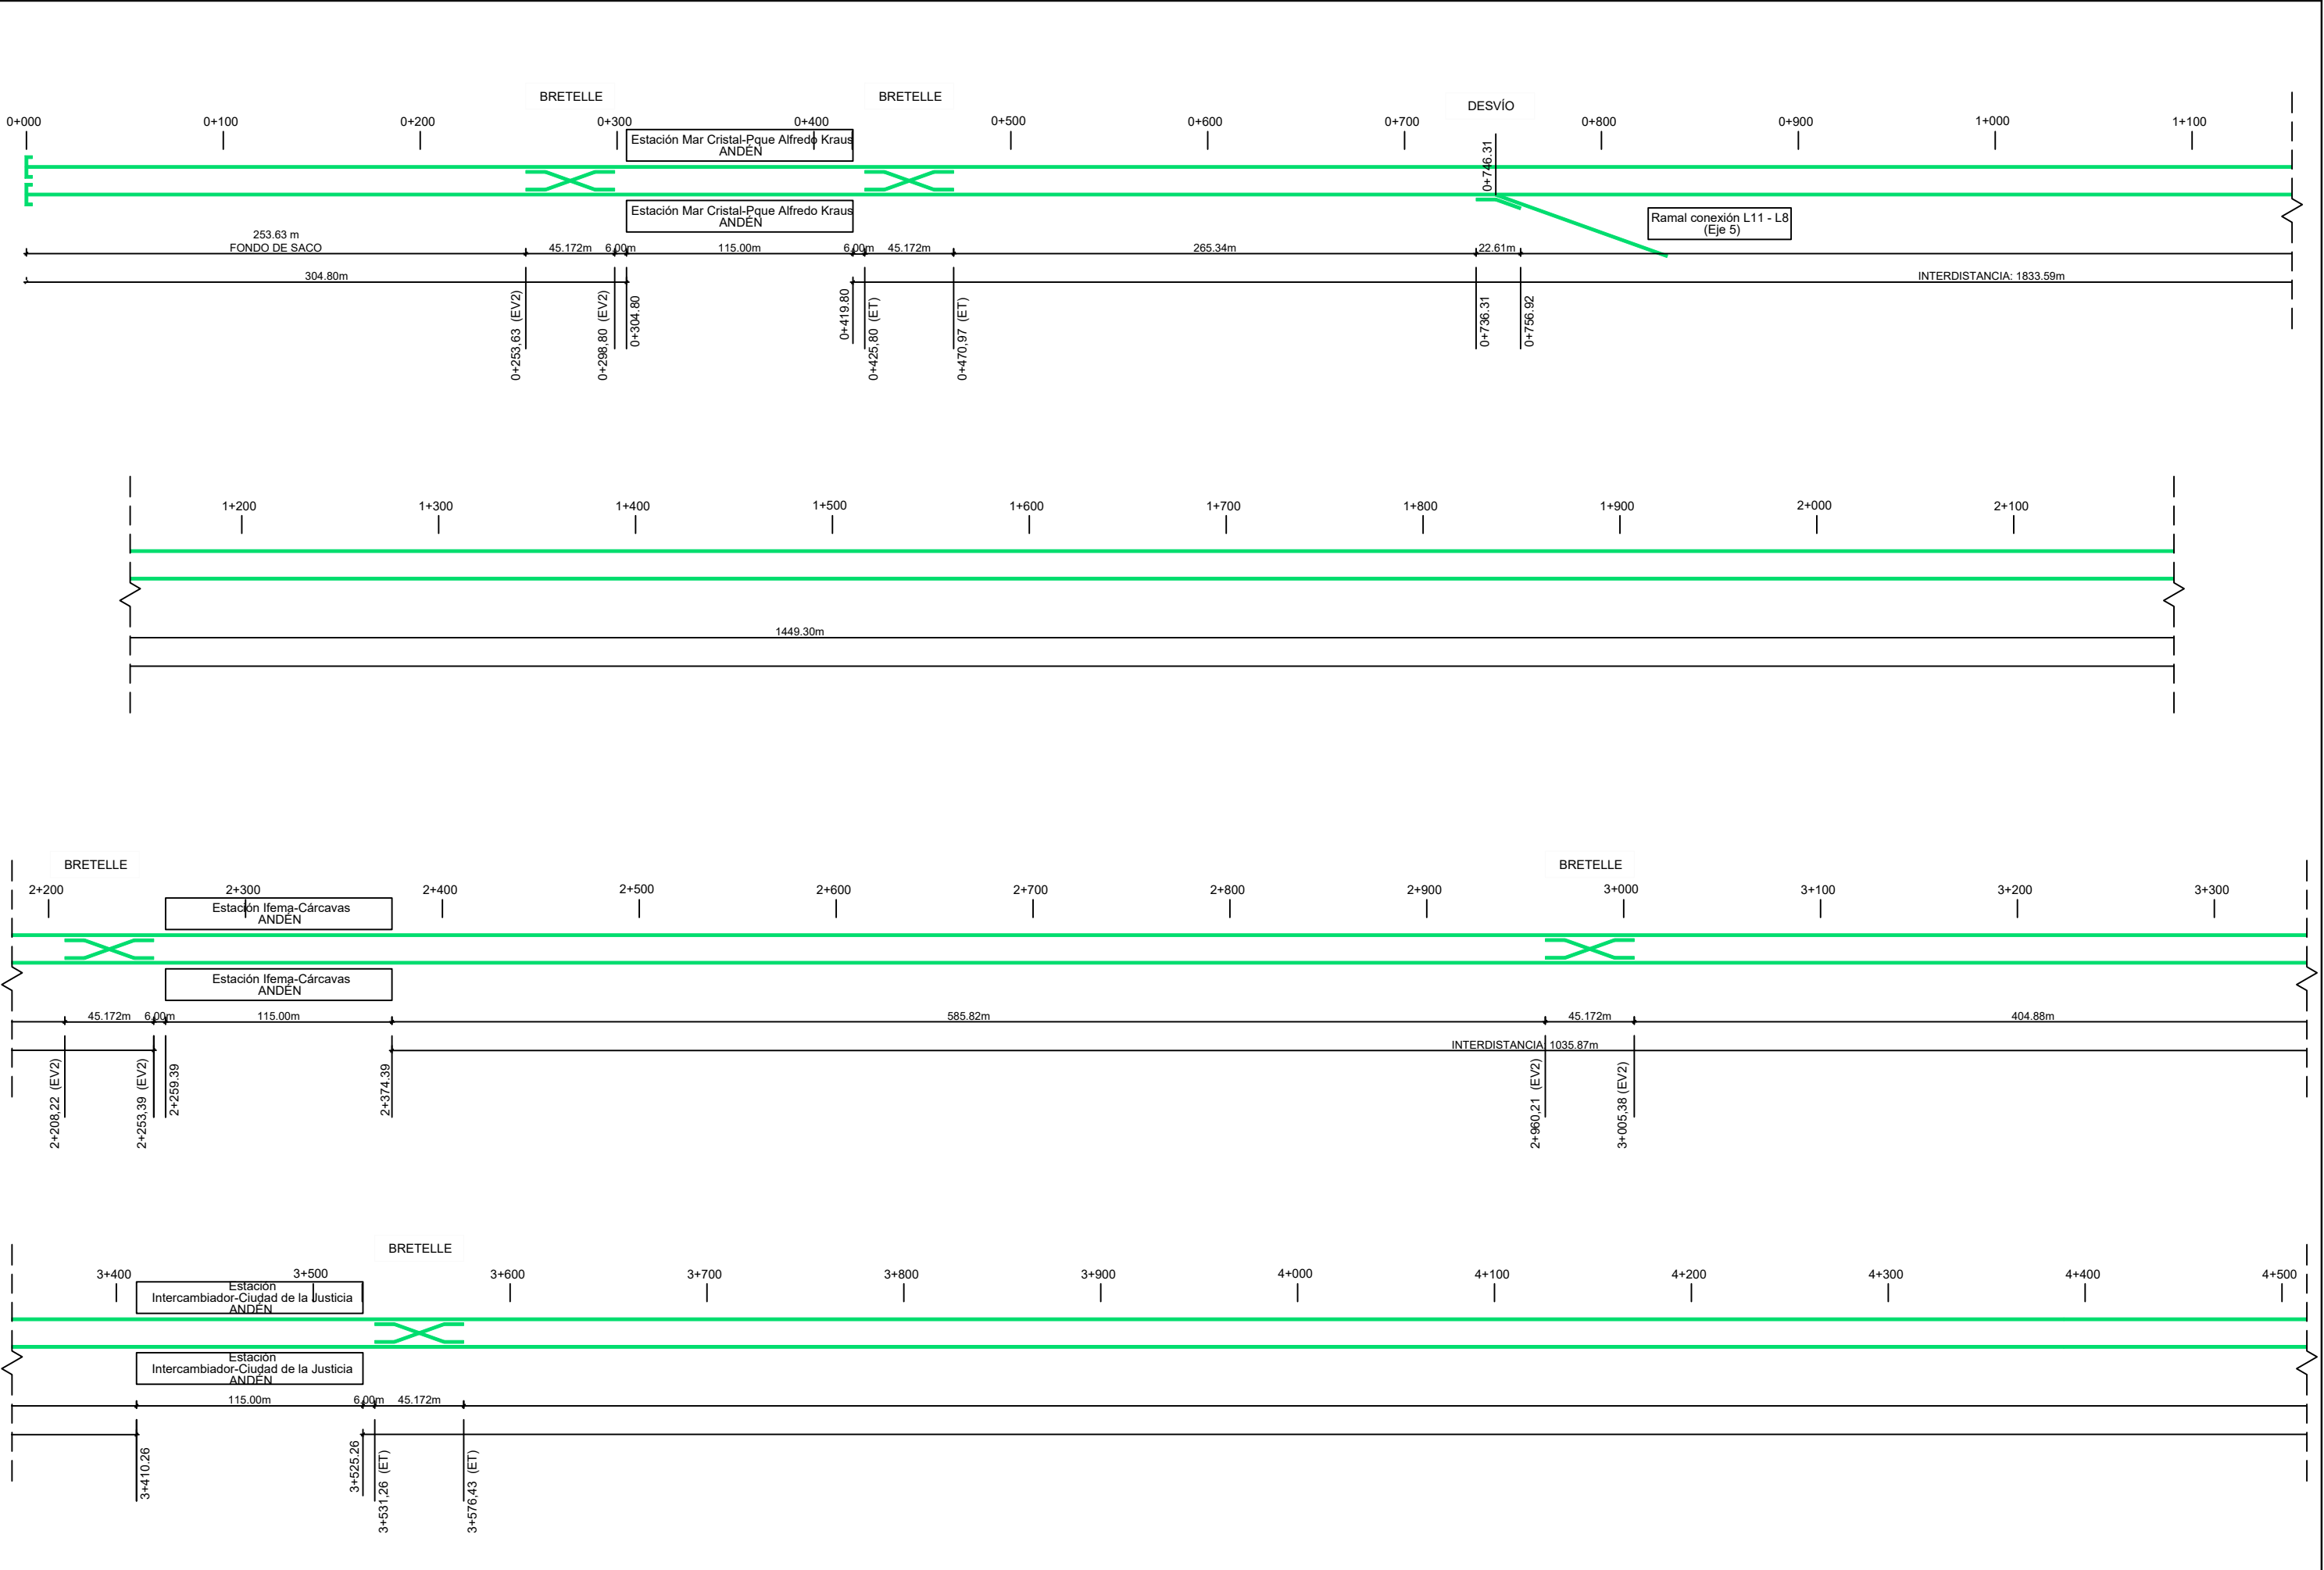 BRETELLE
BRETELLE
DESVÍO
0+000
0+100
0+200
0+300
0+400
0+500
0+600
0+700
0+800
0+900
1+000
1+100
Estación Mar Cristal-Pque Alfredo Kraus
ANDÉN
0+746.31
Estación Mar Cristal-Pque Alfredo Kraus
ANDÉN
Ramal conexión L11 - L8
(Eje 5)
253.63 m
FONDO DE SACO
45.172m
6.00m
115.00m
6.00m
45.172m
265.34m
22.61m
304.80m
INTERDISTANCIA: 1833.59m
0+253,63 (EV2)
0+298,80 (EV2)
0+304.80
0+419.80
0+425,80 (ET)
0+470,97 (ET)
0+736.31
0+756.92
1+200
1+300
1+400
1+500
1+600
1+700
1+800
1+900
2+000
2+100
1449.30m
BRETELLE
BRETELLE
2+200
2+300
2+400
2+500
2+600
2+700
2+800
2+900
3+000
3+100
3+200
3+300
Estación Ifema-Cárcavas
ANDÉN
Estación Ifema-Cárcavas
ANDÉN
45.172m
6.00m
115.00m
585.82m
45.172m
404.88m
INTERDISTANCIA: 1035.87m
2+208,22 (EV2)
2+253,39 (EV2)
2+259.39
2+374.39
2+960,21 (EV2)
3+005,38 (EV2)
BRETELLE
3+400
3+500
3+600
3+700
3+800
3+900
4+000
4+100
4+200
4+300
4+400
4+500
Estación
Intercambiador-Ciudad de la Justicia
ANDÉN
Estación
Intercambiador-Ciudad de la Justicia
ANDÉN
115.00m
6.00m
45.172m
3+410.26
3+525.26
3+531,26 (ET)
3+576,43 (ET)